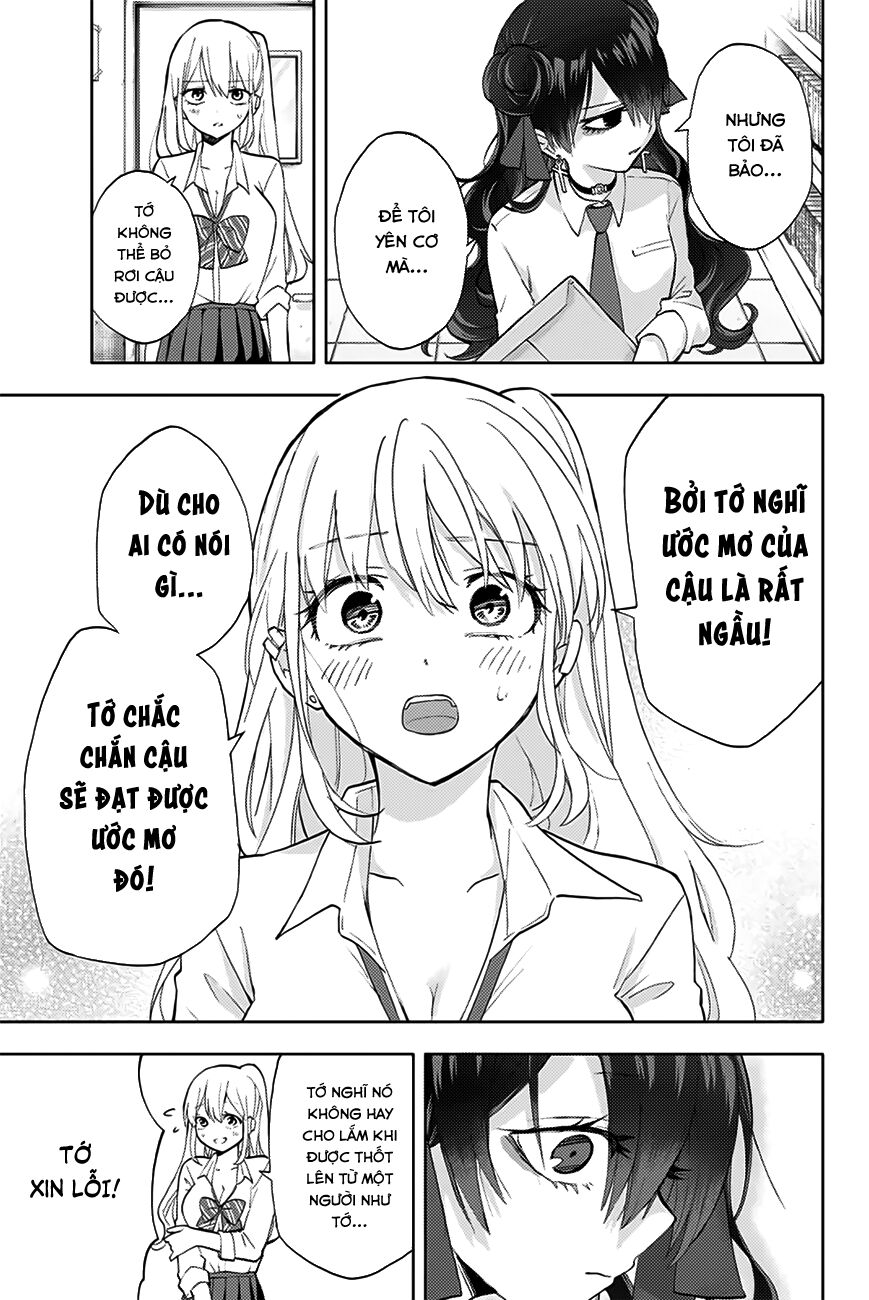 NHƯNG
TÔI ĐÃ
BẢO...
ĐỂ TÔI
YÊN CƠ
MÀ...
TỚ
KHÔNG
THỂ BỎ
RƠI CẬU
ĐƯỢC...
BỞI TỚ NGHĨ
ƯỚC MƠ CỦA
CẬU LÀ RẤT
NGẦU!
DÙ CHO
AI CÓ NÓI
GÌ...
TỚ CHẮC
CHẮN CẬU
SẼ ĐẠT ĐƯỢC
ƯỚC MƠ
ĐÓ!
TỚ NGHĨ NÓ
KHÔNG HAY
CHO LẮM KHI
ĐƯỢC THỐT
LÊN TỪ MỘT
NGƯỜI NHƯ
TỚ...
TỚ
XIN LỖI!